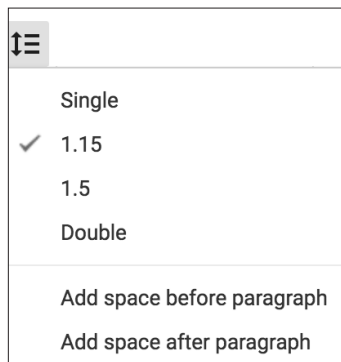 Single
1.15
1.5
Double
Add space before paragraph
Add space after paragraph